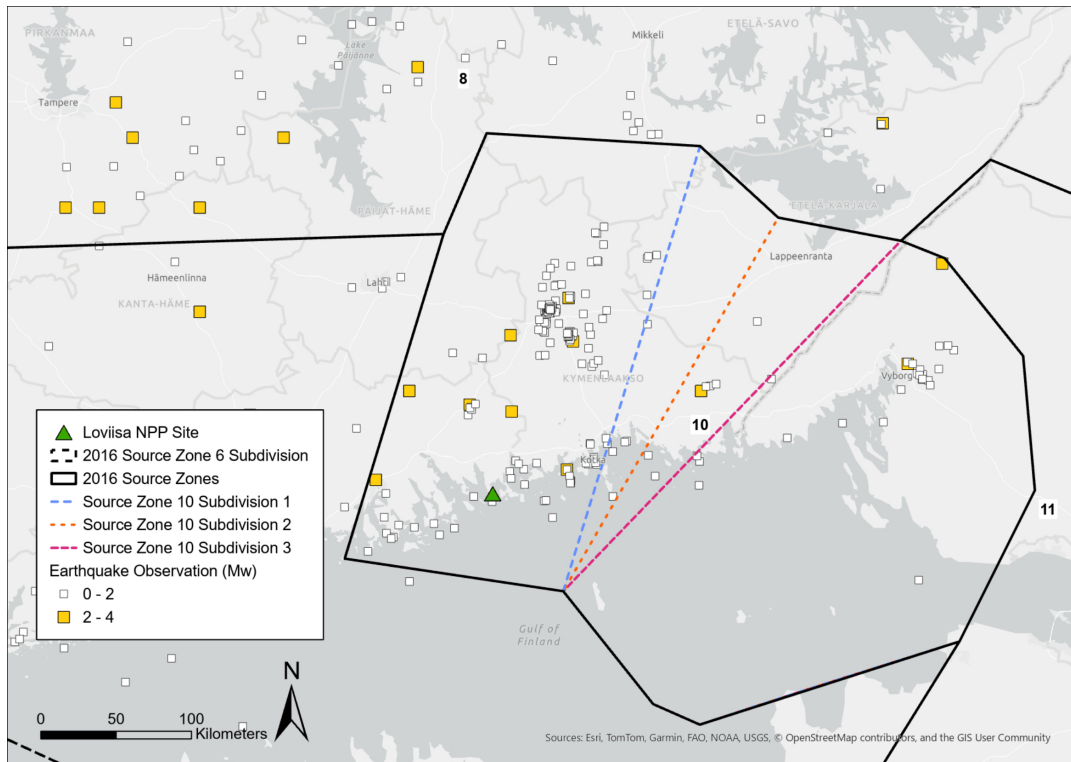 PIRKANMAA
ETELÄ-SAVO
Mikkeli
Lake
Päijänne
8
Tampere
PÄIJÄT-HÄME
ETELÄ-KARJALA
Lappeenranta
Hämeenlinna
Lahti
KANTA-HÄME
KYMENLAAKSO
Vyborg
10
Kotka
11
Loviisa NPP Site
2016 Source Zone 6 Subdivision
2016 Source Zones
Source Zone 10 Subdivision 1
Source Zone 10 Subdivision 2
Source Zone 10 Subdivision 3
Earthquake Observation (Mw)
0 - 2
2 - 4
Gulf of
Finland
N
0 50 100
Kilometers
Sources: Esri, TomTom, Garmin, FAO, NOAA, USGS, © OpenStreetMap contributors, and the GIS User Community